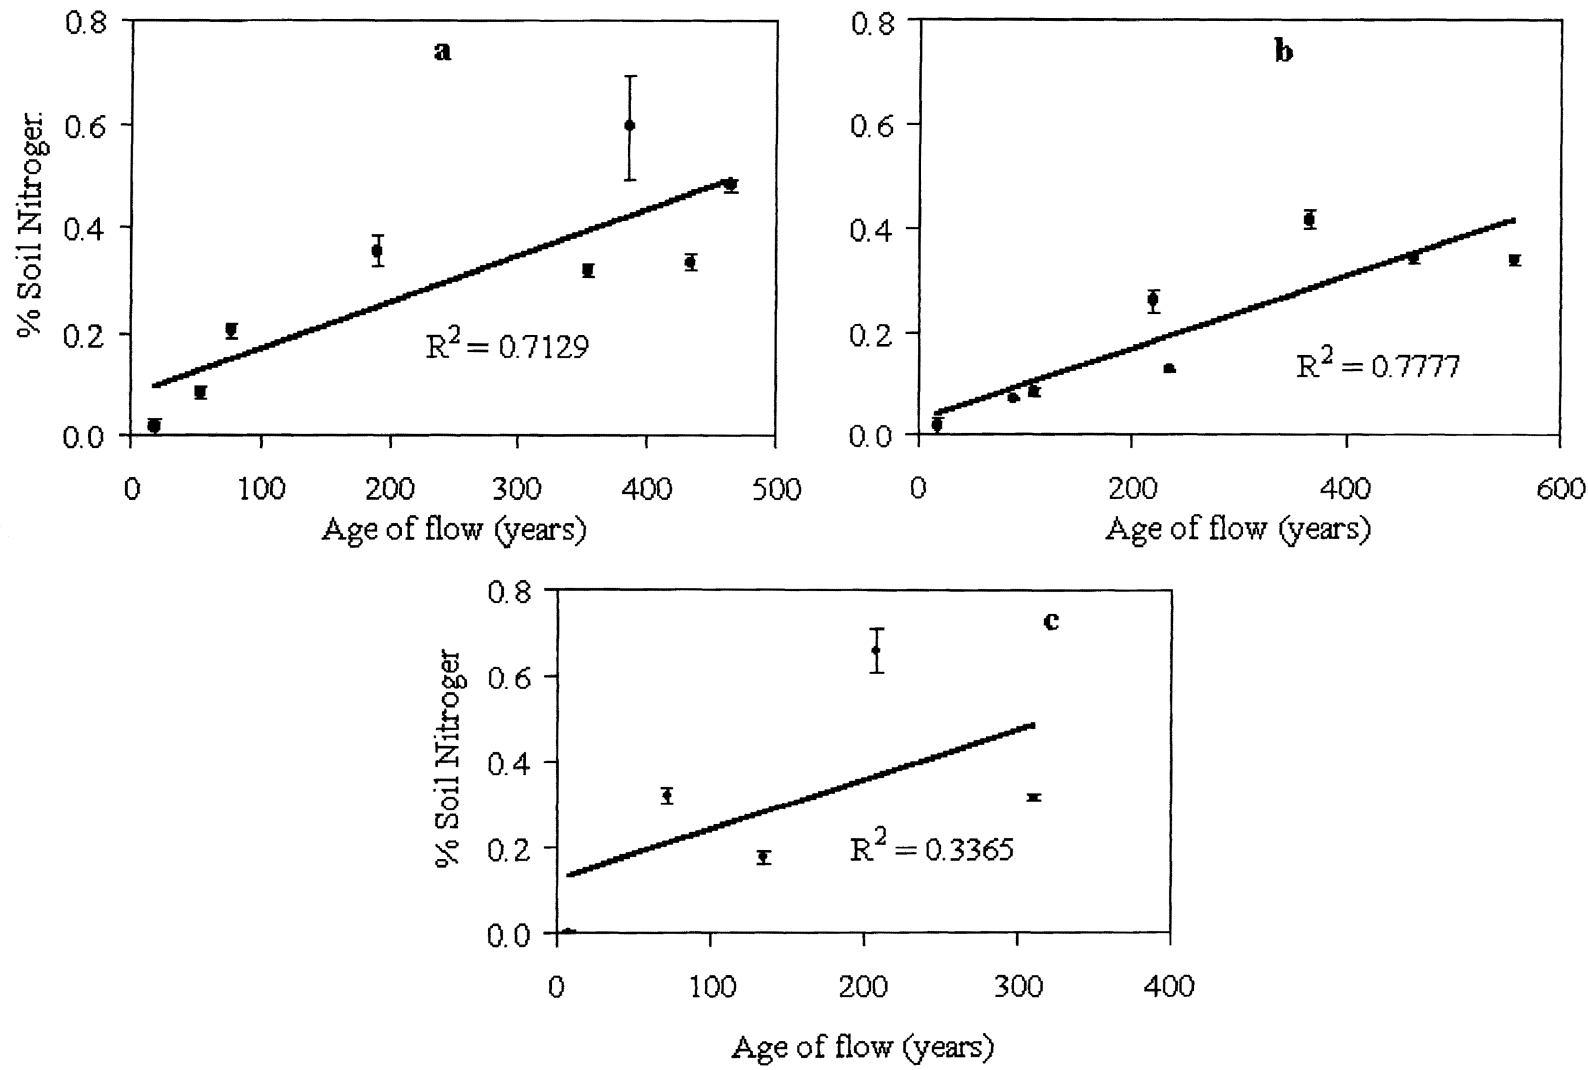 a
% Soil Nitroger.
0.8
0.6
0.4
0.2
0.0
R2 = 0.7129
0 100 200 300 400 500
Age of flow (years)
b
0.8
0.6
0.4
0.2
0.0
R2 = 0.7777
0 200 400 600
Age of flow (years)
c
% Soil Nitroger
0.8
0.6
0.4
0.2
0.0
R2 = 0.3365
0 100 200 300 400
Age of flow (years)